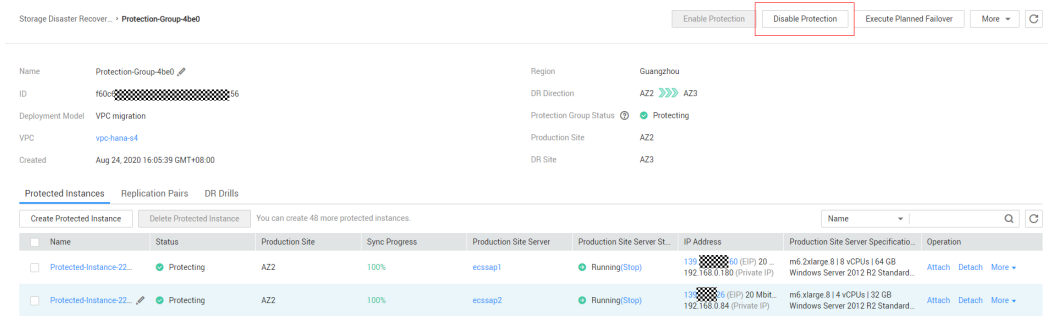 Storage Disaster Recover... › Protection-Group-4be0
Enable Protection Disable Protection Execute Planned Failover More
Name Protection-Group-4be0
Region Guangzhou
ID f60c6 56
DR Direction AZ2 AZ3
Deployment Model VPC migration
Protection Group Status Protecting
VPC vpc-hana-s4
Production Site AZ2
Created Aug 24, 2020 16:05:39 GMT+08:00
DR Site AZ3
Protected Instances Replication Pairs DR Drills
Create Protected Instance Delete Protected Instance You can create 48 more protected instances. Name
Name Status Production Site Sync Progress Production Site Server Production Site Server St... IP Address Production Site Server Specificatio... Operation
Protected-Instance-22... Protecting AZ2 100% ecssap1 Running(Stop) 139. 60 (EIP) 20 ... m6.2xlarge.8 | 8 vCPUs | 64 GB Attach Detach More
192.168.0.180 (Private IP) Windows Server 2012 R2 Standard...
Protected-Instance-22... Protecting AZ2 100% ecssap2 Running(Stop) 139 26 (EIP) 20 Mbit... m6.xlarge.8 | 4 vCPUs | 32 GB Attach Detach More
192.168.0.84 (Private IP) Windows Server 2012 R2 Standard...